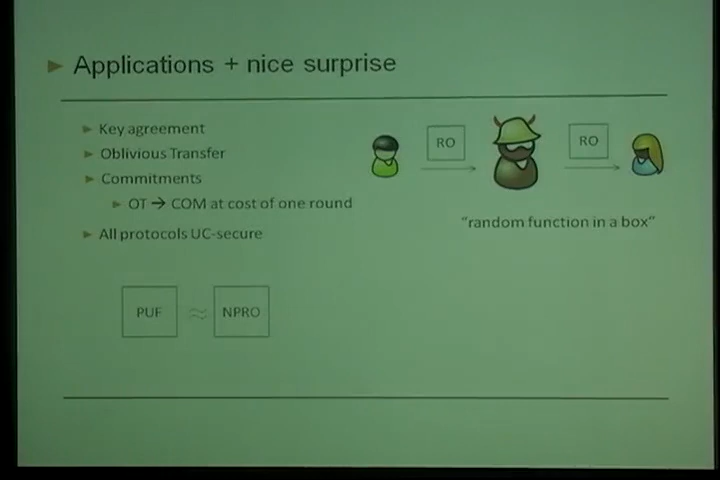 Applications + nice surprise
Key agreement
Oblivious Transfer
Commitments
OT → COM at cost of one round
All protocols UC-secure
RO
RO
"random function in a box"
PUF ≈ NPRO